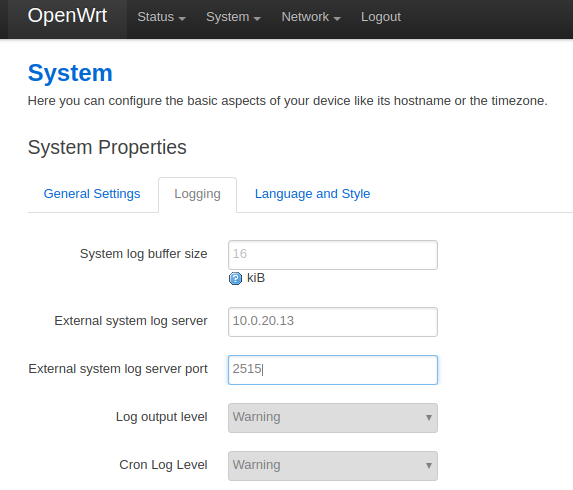 OpenWrt Status System Network Logout
System
Here you can configure the basic aspects of your device like its hostname or the timezone.
System Properties
General Settings Logging Language and Style
System log buffer size 16
? kiB
External system log server 10.0.20.13
External system log server port 2515
Log output level Warning
Cron Log Level Warning